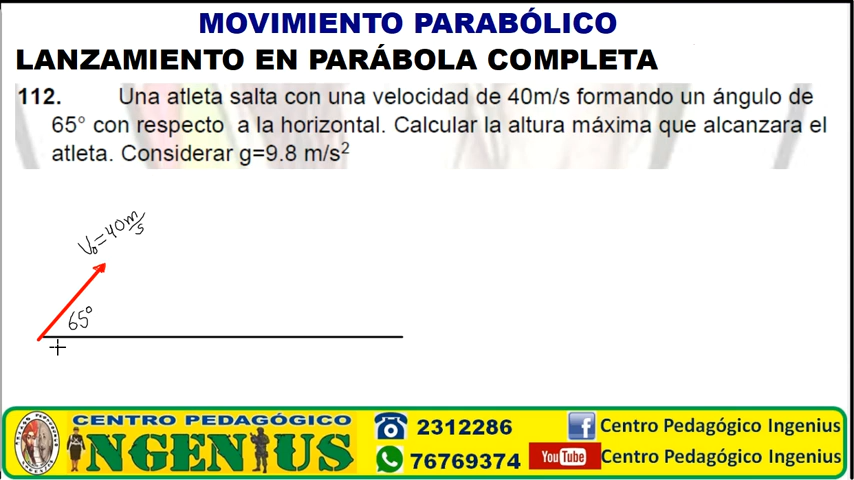 MOVIMIENTO PARABÓLICO
LANZAMIENTO EN PARÁBOLA COMPLETA
112. Una atleta salta con una velocidad de 40m/s formando un ángulo de
65° con respecto a la horizontal. Calcular la altura máxima que alcanzara el
atleta. Considerar g=9.8 m/s²
V₀=40m/s
65°
CENTRO PEDAGÓGICO
INGENIUS
2312286
76769374
Centro Pedagógico Ingenius
YouTube Centro Pedagógico Ingenius